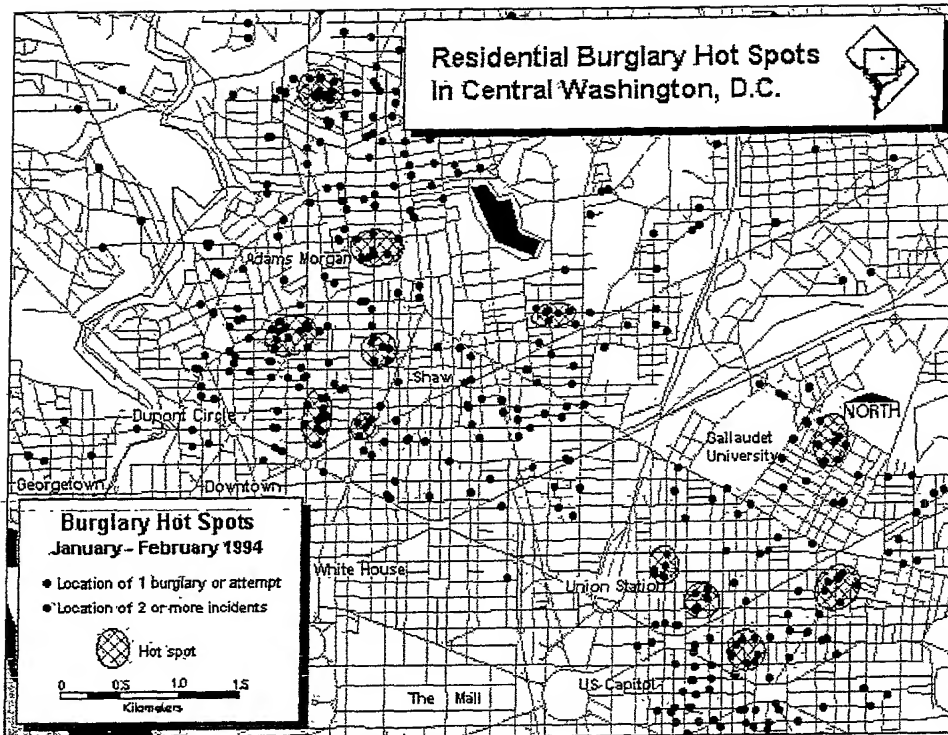 Residential Burglary Hot Spots
In Central Washington, D.C.
Adams Morgan
Shaw
Dupont Circle
NORTH
Gallaudet
University
Georgetown
Downtown
Burglary Hot Spots
January - February 1994
Location of 1 burglary or attempt
Location of 2 or more incidents
Hot spot
0 0.5 1.0 1.5
Kilometers
White House
Union Station
The Mall
US Capitol